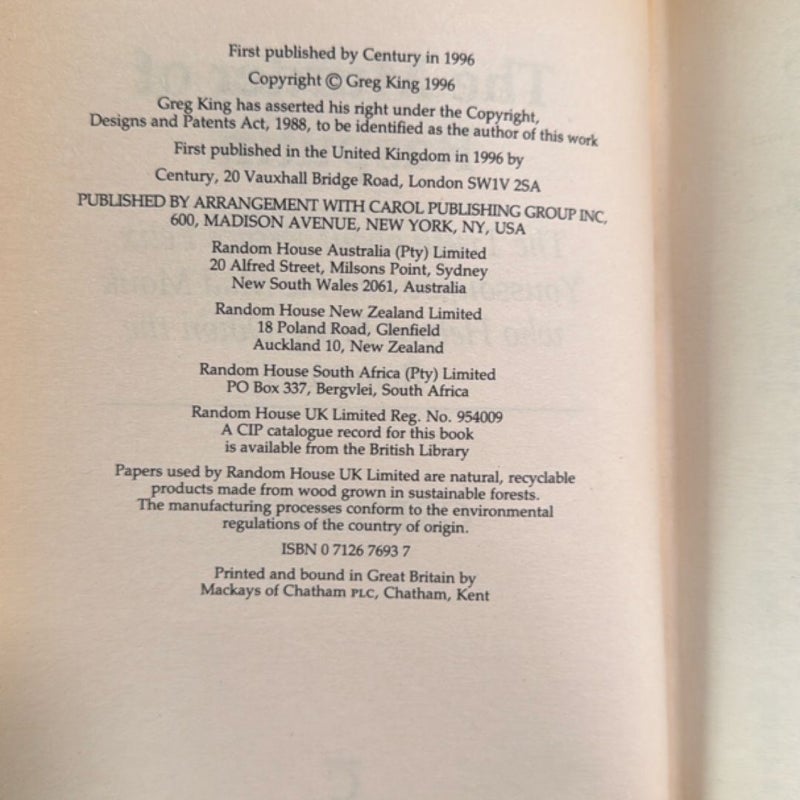 First published by Century in 1996
Copyright © Greg King 1996
Greg King has asserted his right under the Copyright,
Designs and Patents Act, 1988, to be identified as the author of this work
First published in the United Kingdom in 1996 by
Century, 20 Vauxhall Bridge Road, London SW1V 2SA
PUBLISHED BY ARRANGEMENT WITH CAROL PUBLISHING GROUP INC,
600, MADISON AVENUE, NEW YORK, NY, USA
Random House Australia (Pty) Limited
20 Alfred Street, Milsons Point, Sydney
New South Wales 2061, Australia
Random House New Zealand Limited
18 Poland Road, Glenfield
Auckland 10, New Zealand
Random House South Africa (Pty) Limited
PO Box 337, Bergvlei, South Africa
Random House UK Limited Reg. No. 954009
A CIP catalogue record for this book
is available from the British Library
Papers used by Random House UK Limited are natural, recyclable
products made from wood grown in sustainable forests.
The manufacturing processes conform to the environmental
regulations of the country of origin.
ISBN 0 7126 7693 7
Printed and bound in Great Britain by
Mackays of Chatham PLC, Chatham, Kent